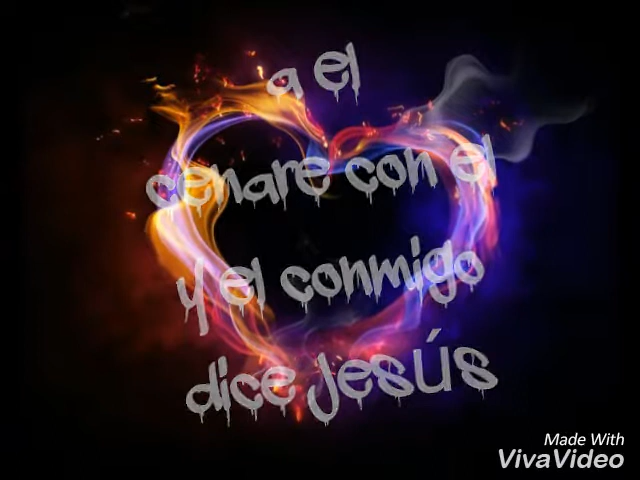 a el
cenare con el
y el conmigo
dice jesús
Made With
VivaVideo